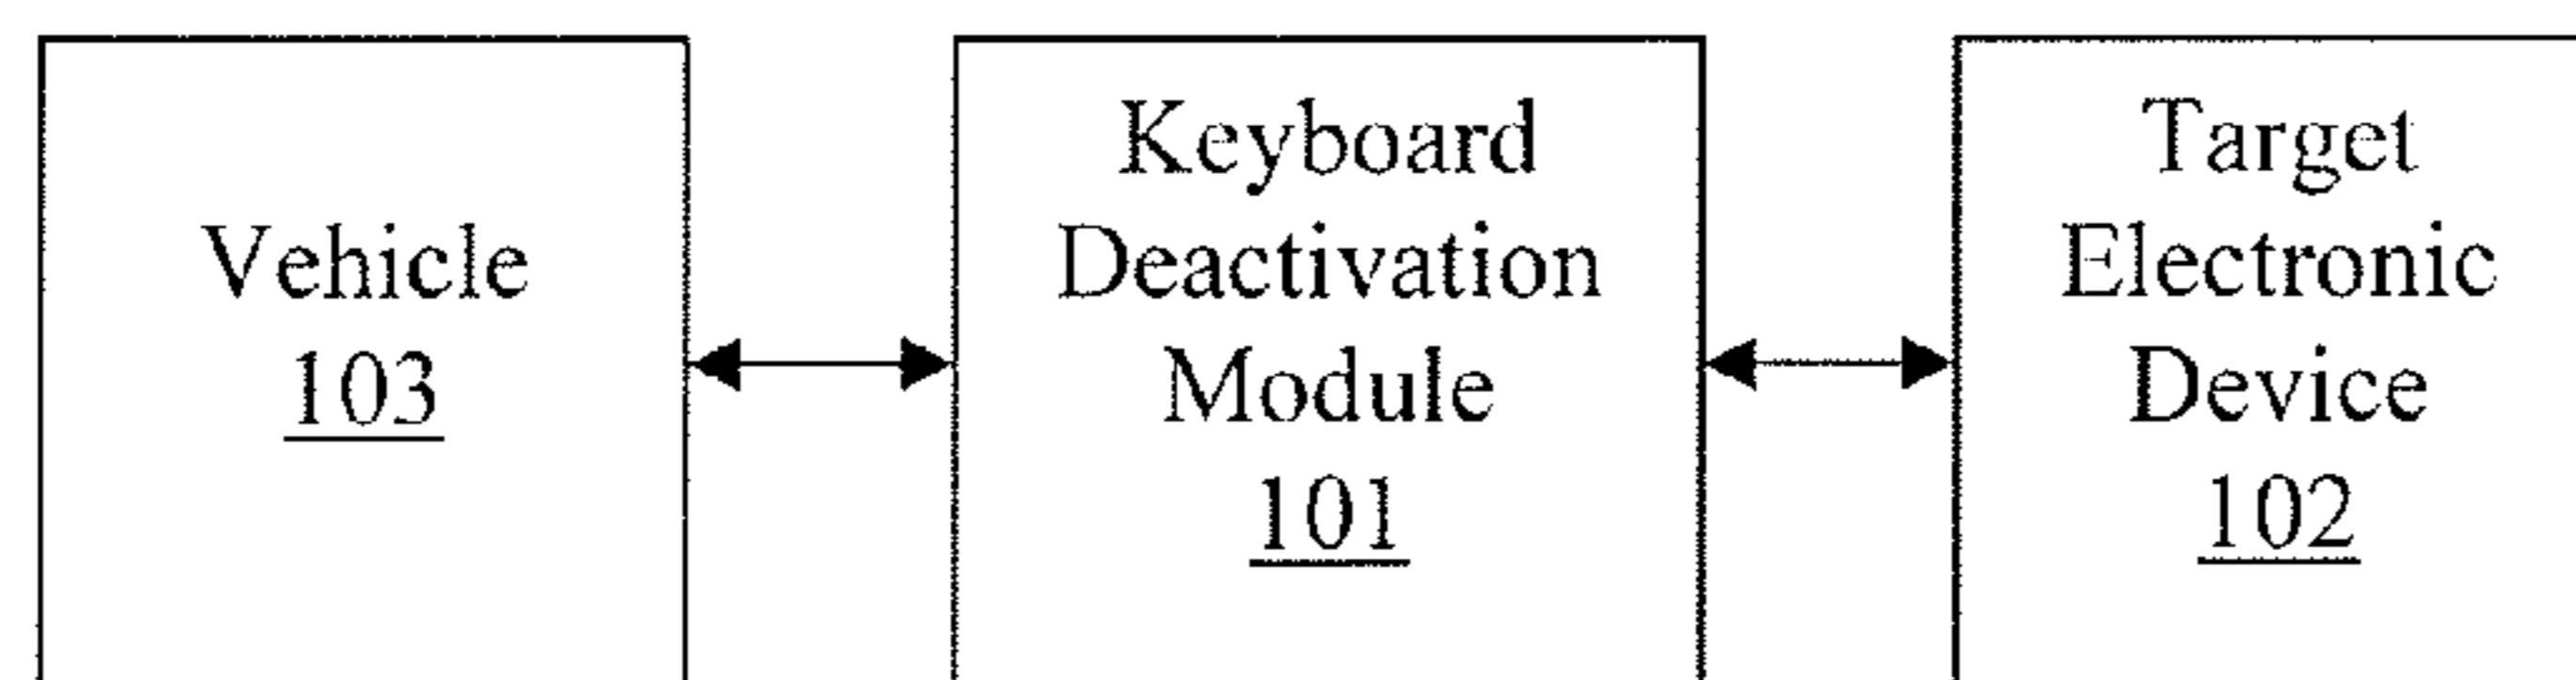 Vehicle
103
Keyboard
Deactivation
Module
101
Target
Electronic
Device
102